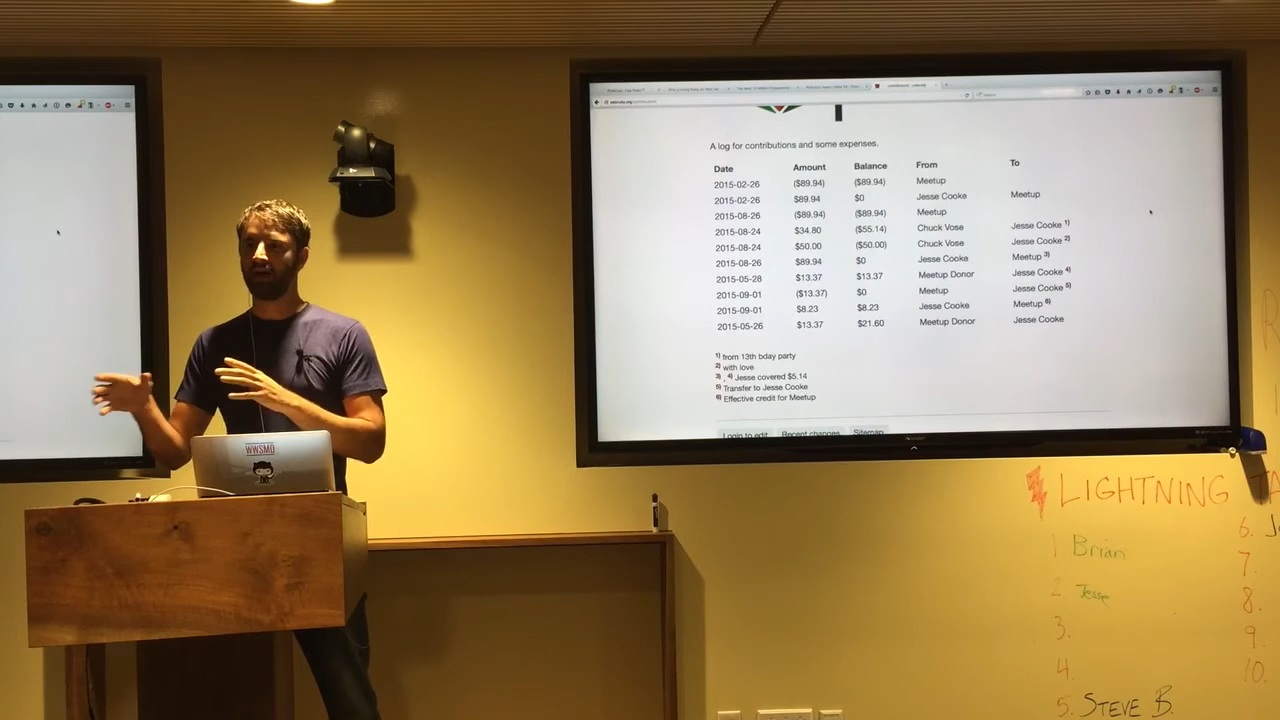 A log for contributions and some expenses.
Date Amount Balance From To
2015-02-26 ($89.94) ($89.94) Meetup
2015-02-26 $89.94 $0 Jesse Cooke Meetup
2015-08-26 ($89.94) ($89.94) Meetup
2015-08-24 $34.80 ($55.14) Chuck Vose Jesse Cooke 1)
2015-08-24 $50.00 ($50.00) Chuck Vose Jesse Cooke 2)
2015-08-26 $89.94 $0 Jesse Cooke Meetup 3)
2015-05-28 $13.37 $13.37 Meetup Donor Jesse Cooke 4)
2015-09-01 ($13.37) $0 Meetup Jesse Cooke 5)
2015-09-01 $8.23 $8.23 Jesse Cooke Meetup 6)
2015-05-26 $13.37 $21.60 Meetup Donor Jesse Cooke
1) from 13th bday party
2) with love
3) , 4) Jesse covered $5.14
5) Transfer to Jesse Cooke
6) Effective credit for Meetup
Login to edit Recent changes Sitemap
WWSMD
LIGHTNING TA
1. Brian
2. Jesse
3.
4.
5. STEVE B.
6. J
7.
8.
9.
10.